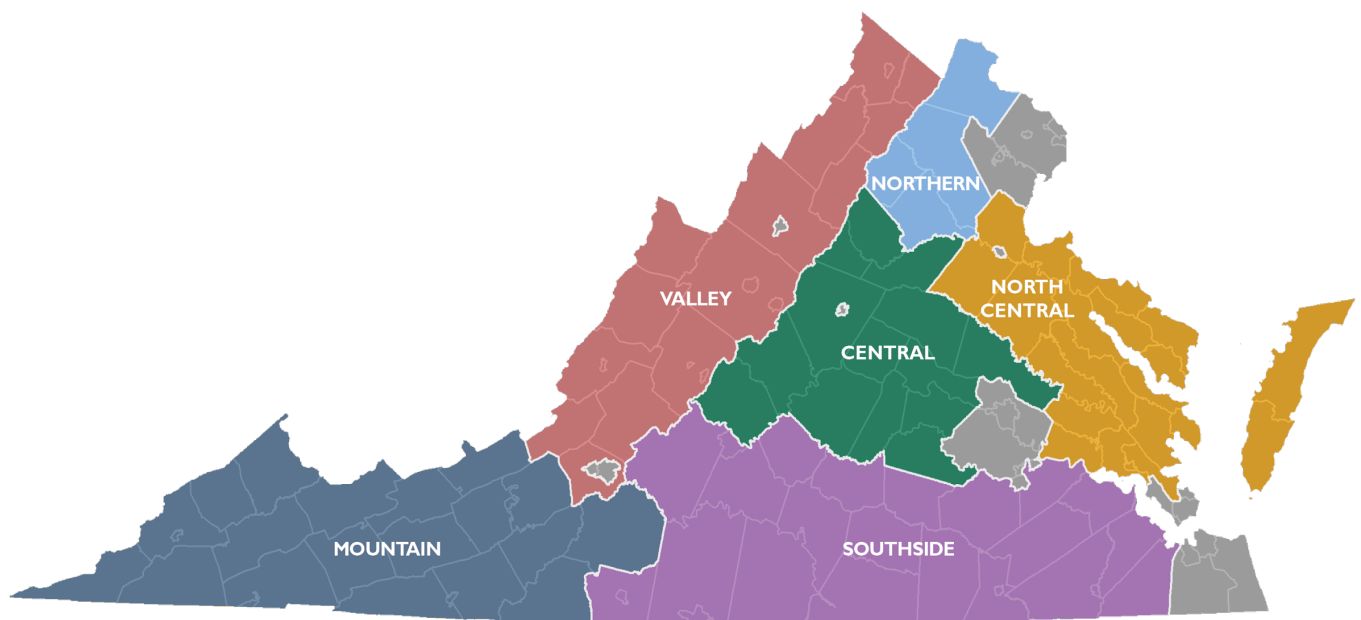 NORTHERN
VALLEY
NORTH
CENTRAL
CENTRAL
MOUNTAIN
SOUTHSIDE